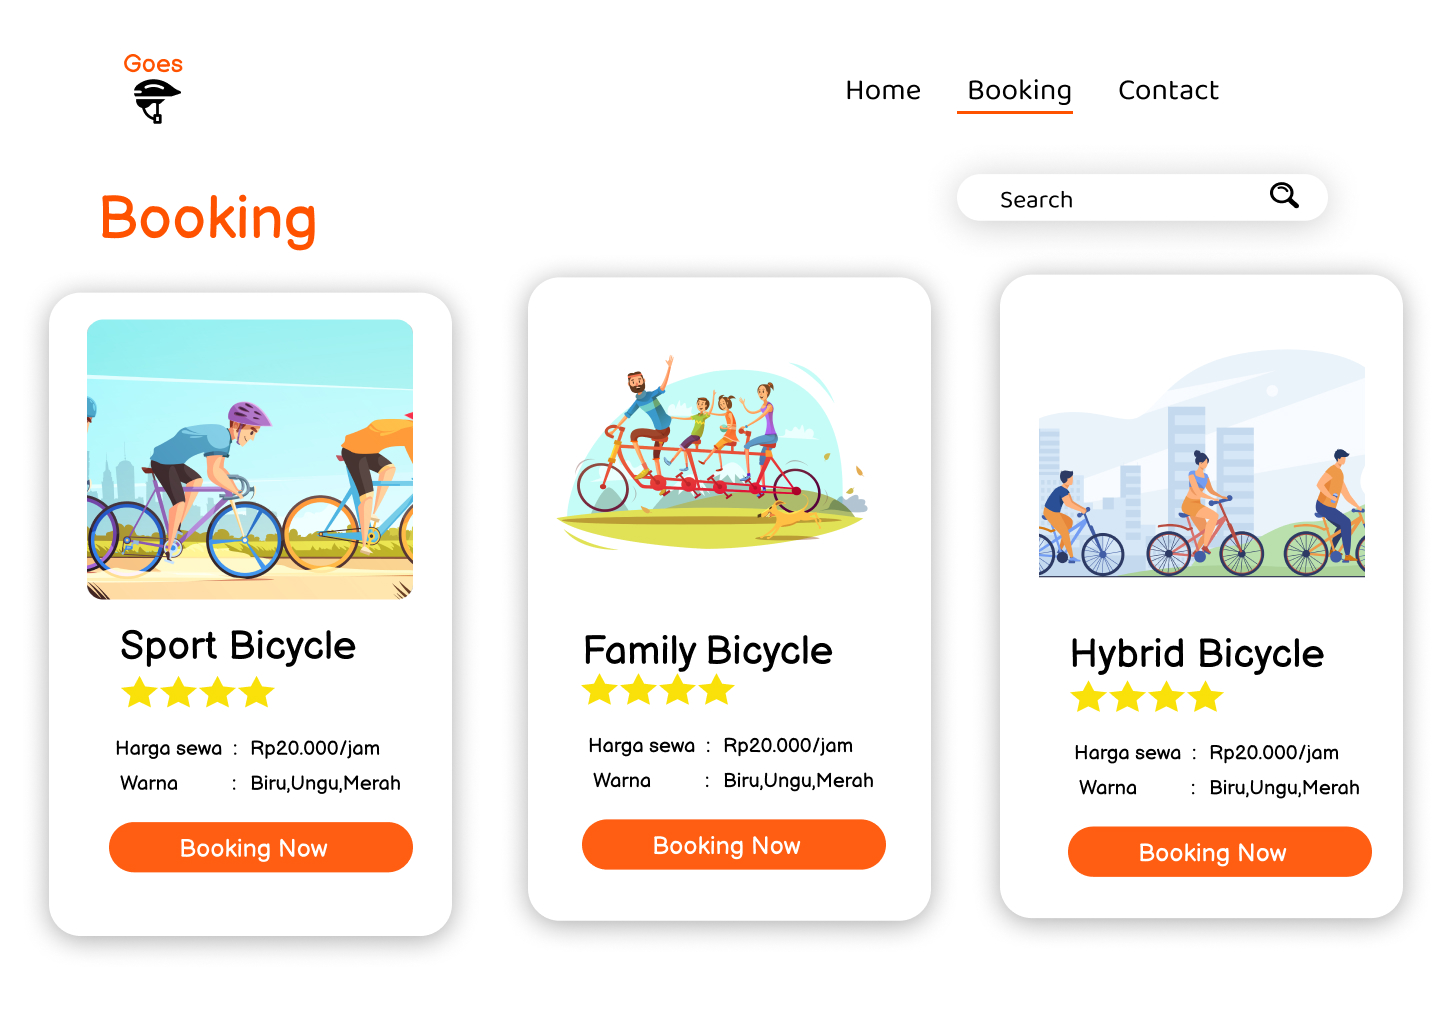 Goes
Home Booking Contact
Search
Booking
Sport Bicycle
Harga sewa : Rp20.000/jam
Warna : Biru,Ungu,Merah
Booking Now
Family Bicycle
Harga sewa : Rp20.000/jam
Warna : Biru,Ungu,Merah
Booking Now
Hybrid Bicycle
Harga sewa : Rp20.000/jam
Warna : Biru,Ungu,Merah
Booking Now